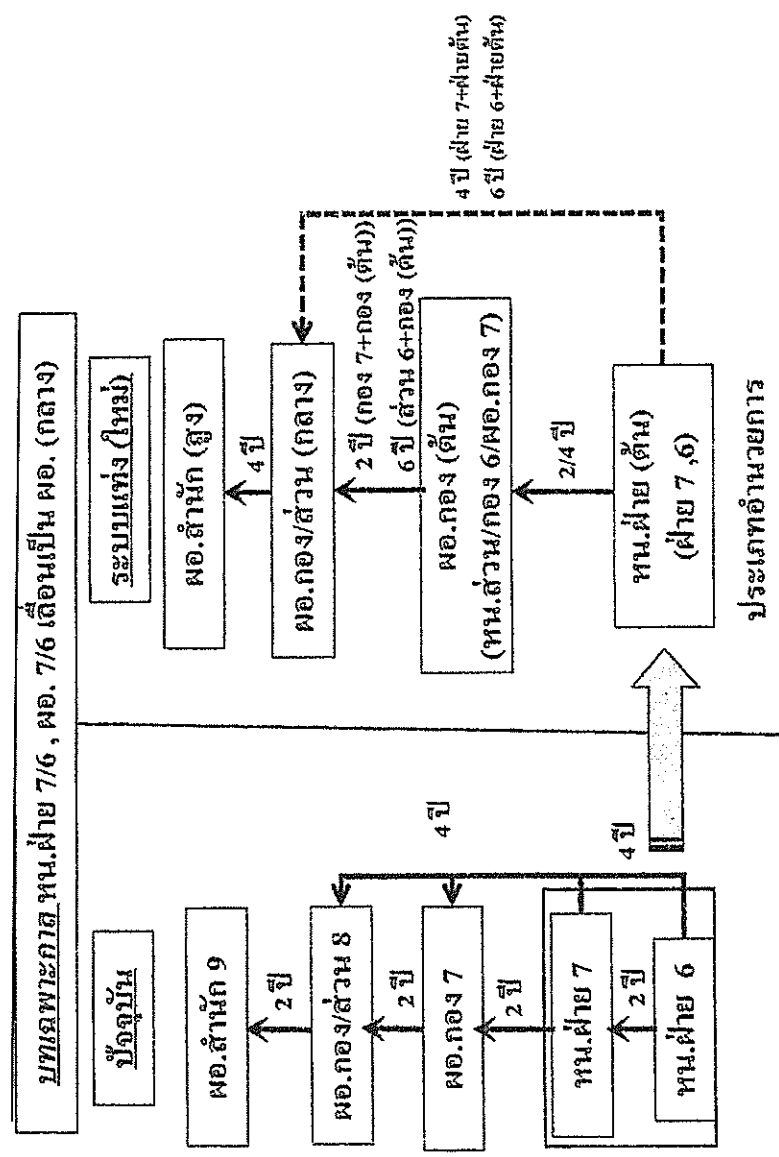 บทเฉพาะกาล หน.ฝ่าย 7/6 , ผอ. 7/6 เลื่อนเป็น ผอ. (กลาง)
ปัจจุบัน
ผอ.สำนัก 9
2 ปี
ผอ.กอง/ส่วน 8
2 ปี
ผอ.กอง 7
2 ปี
หน.ฝ่าย 7
2 ปี
หน.ฝ่าย 6
4 ปี
4 ปี
ระบบแท่ง (ใหม่)
ผอ.สำนัก (สูง)
4 ปี
ผอ.กอง/ส่วน (กลาง)
2 ปี (กอง 7+กอง (ต้น))
6 ปี (ส่วน 6+กอง (ต้น))
ผอ.กอง (ต้น)
(หน.ส่วน/กอง 6/ผอ.กอง 7)
2/4 ปี
หน.ฝ่าย (ต้น)
(ฝ่าย 7 ,6)
4 ปี (ฝ่าย 7+ฝ่ายต้น)
6 ปี (ฝ่าย 6+ฝ่ายต้น)
ประเภทอำนวยการ